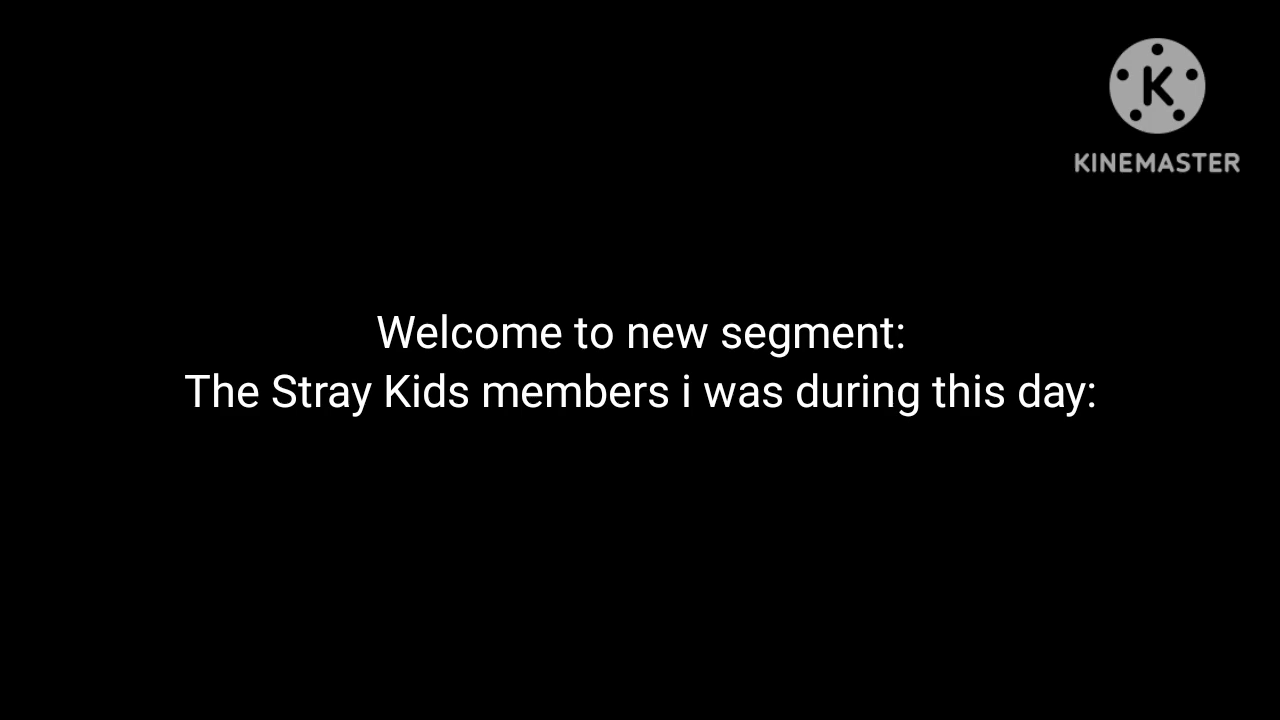 K
KINEMASTER
Welcome to new segment:
The Stray Kids members i was during this day: